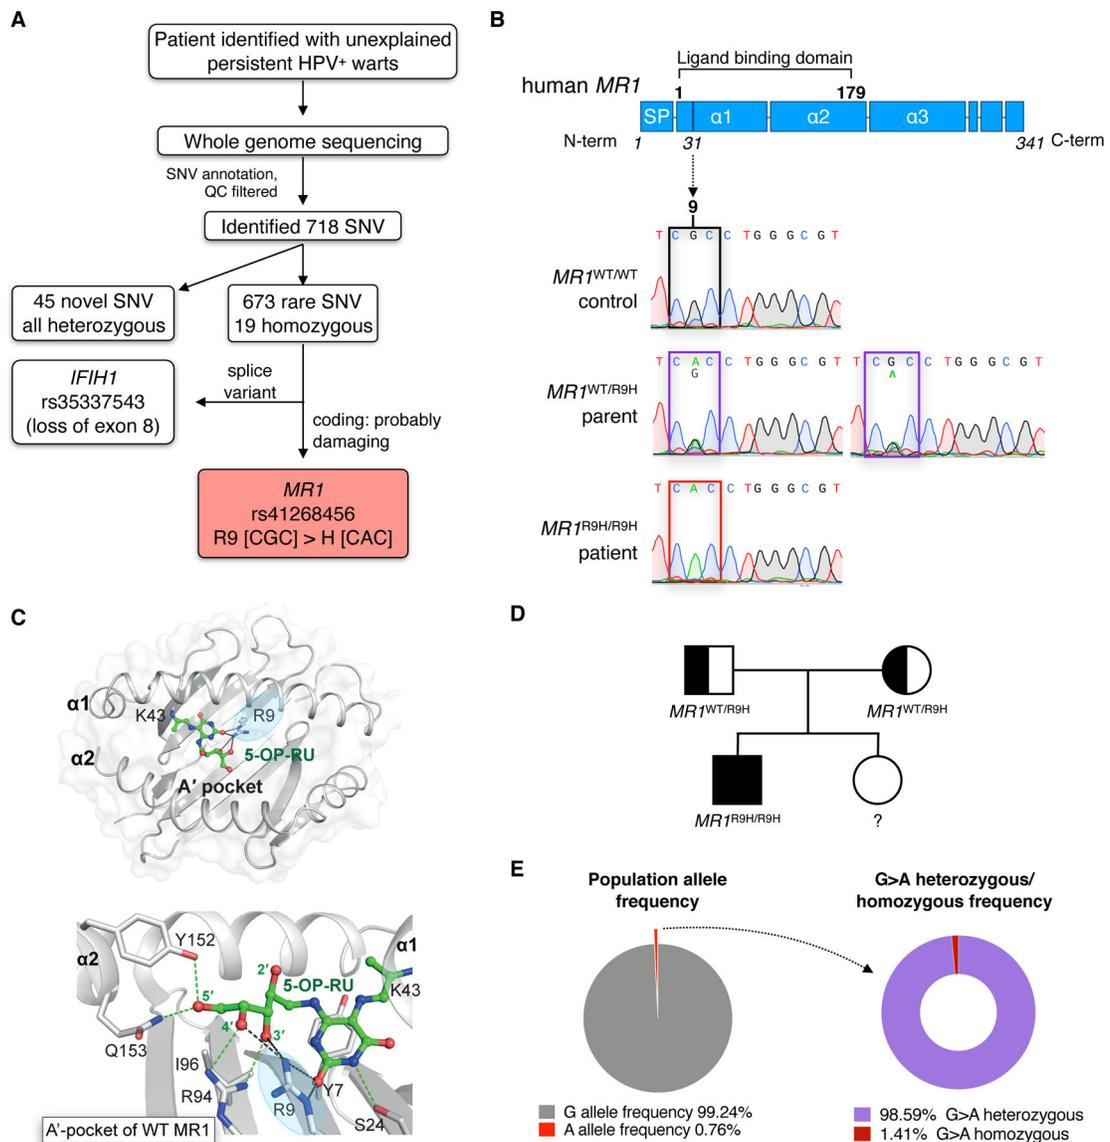 A
Patient identified with unexplained
persistent HPV+ warts
Whole genome sequencing
SNV annotation,
QC filtered
Identified 718 SNV
45 novel SNV
all heterozygous
673 rare SNV
19 homozygous
IFIH1
rs35337543
(loss of exon 8)
splice
variant
coding: probably
damaging
MR1
rs41268456
R9 [CGC] > H [CAC]
B
Ligand binding domain
human MR1
1
179
SP
α1
α2
α3
N-term
1
31
341
C-term
9
T C G C C T G G G C G T
MR1WT/WT
control
T C A C C T G G G C G T
G
T C G C C T G G G C G T
A
MR1WT/R9H
parent
T C A C C T G G G C G T
MR1R9H/R9H
patient
C
α1
K43
R9
α2
5-OP-RU
A′ pocket
Y152
α2
α1
2′
5-OP-RU
K43
5′
4′
3′
Q153
I96
R94
R9
Y7
S24
A′-pocket of WT MR1
D
MR1WT/R9H
MR1WT/R9H
MR1R9H/R9H
?
E
Population allele
frequency
G>A heterozygous/
homozygous frequency
G allele frequency 99.24%
A allele frequency 0.76%
98.59% G>A heterozygous
1.41% G>A homozygous